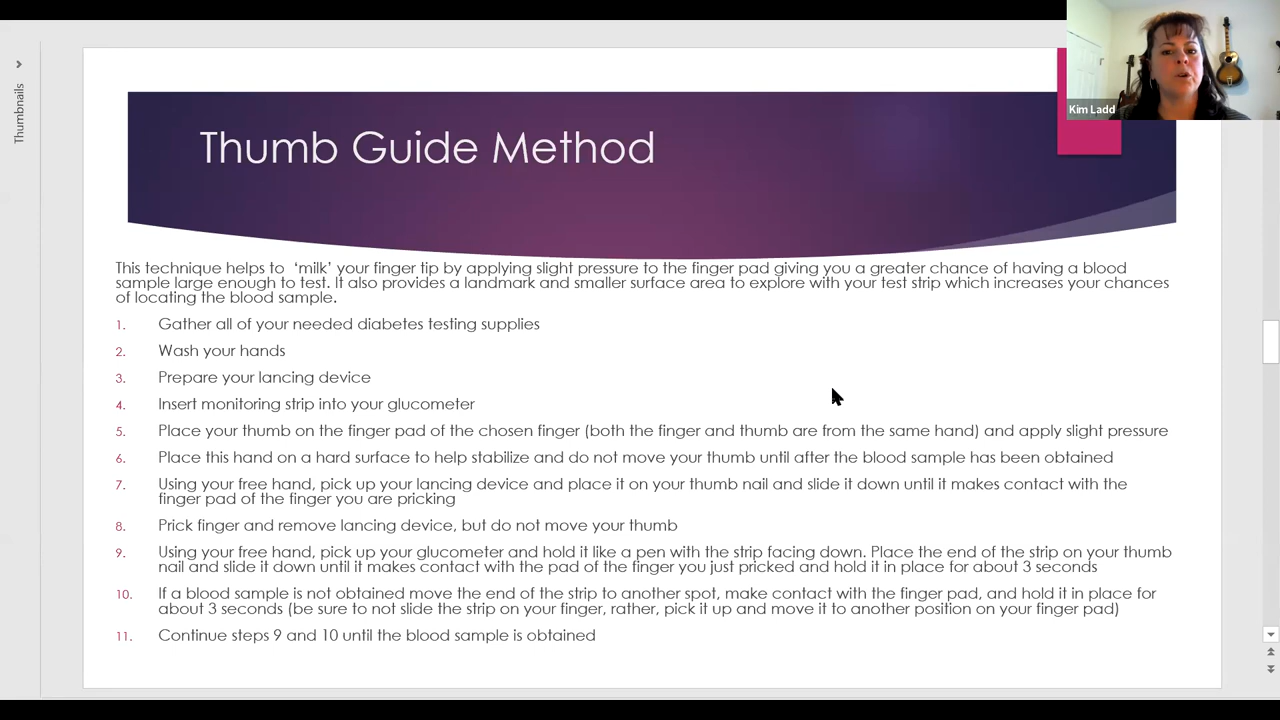 Kim Ladd
Thumbnails
Thumb Guide Method
This technique helps to  ‘milk’ your finger tip by applying slight pressure to the finger pad giving you a greater chance of having a blood
sample large enough to test. It also provides a landmark and smaller surface area to explore with your test strip which increases your chances
of locating the blood sample.
1. Gather all of your needed diabetes testing supplies
2. Wash your hands
3. Prepare your lancing device
4. Insert monitoring strip into your glucometer
5. Place your thumb on the finger pad of the chosen finger (both the finger and thumb are from the same hand) and apply slight pressure
6. Place this hand on a hard surface to help stabilize and do not move your thumb until after the blood sample has been obtained
7. Using your free hand, pick up your lancing device and place it on your thumb nail and slide it down until it makes contact with the
finger pad of the finger you are pricking
8. Prick finger and remove lancing device, but do not move your thumb
9. Using your free hand, pick up your glucometer and hold it like a pen with the strip facing down. Place the end of the strip on your thumb
nail and slide it down until it makes contact with the pad of the finger you just pricked and hold it in place for about 3 seconds
10. If a blood sample is not obtained move the end of the strip to another spot, make contact with the finger pad, and hold it in place for
about 3 seconds (be sure to not slide the strip on your finger, rather, pick it up and move it to another position on your finger pad)
11. Continue steps 9 and 10 until the blood sample is obtained